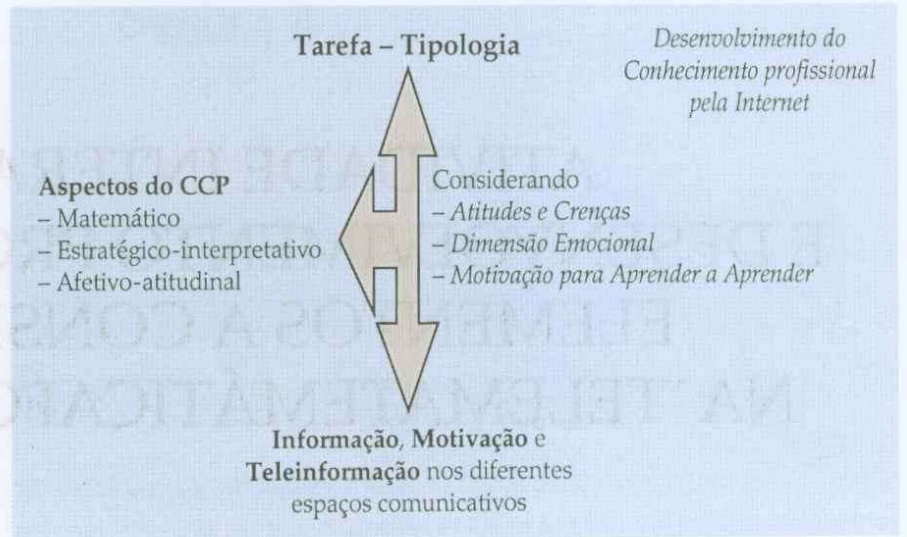 Tarefa – Tipologia
Desenvolvimento do
Conhecimento profissional
pela Internet
Aspectos do CCP
– Matemático
– Estratégico-interpretativo
– Afetivo-atitudinal
Considerando
– Atitudes e Crenças
– Dimensão Emocional
– Motivação para Aprender a Aprender
Informação, Motivação e
Teleinformação nos diferentes
espaços comunicativos